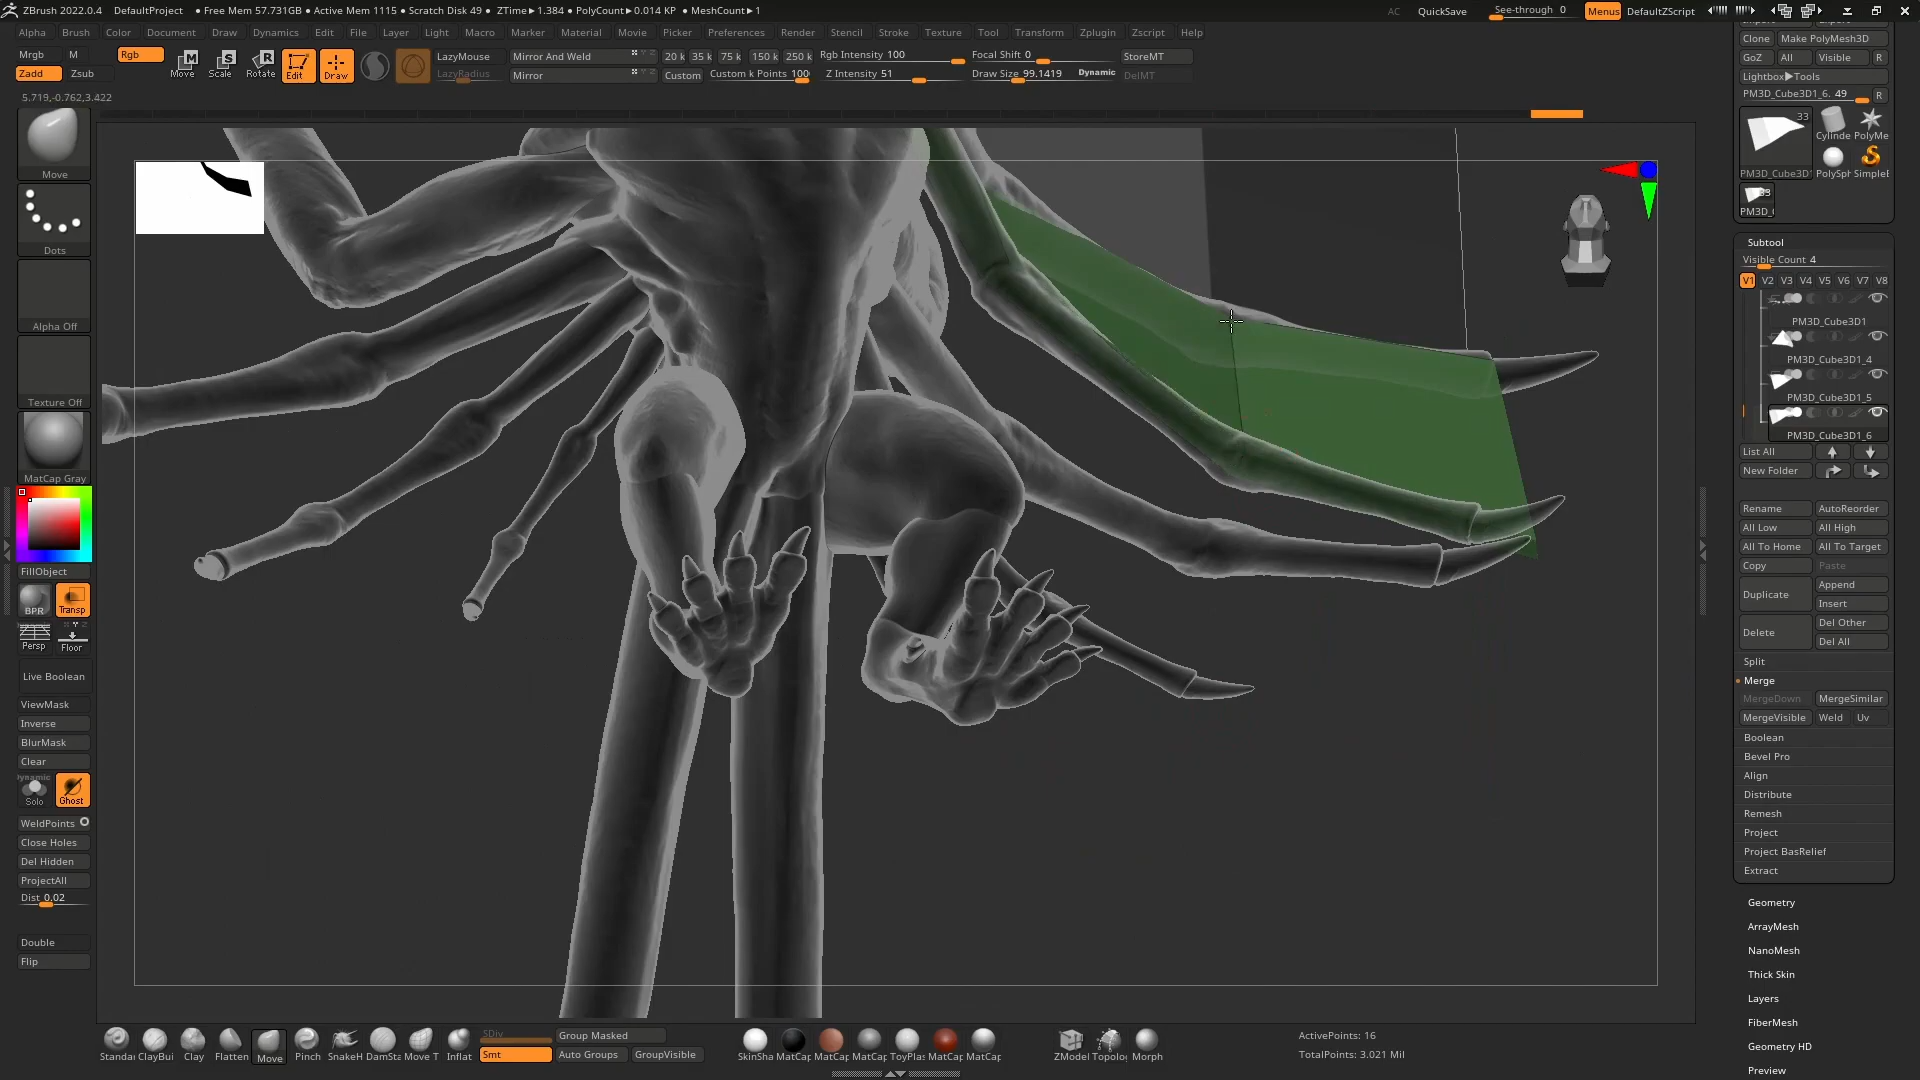 ZBrush 2022.0.4 DefaultProject • Free Mem 57.731GB • Active Mem 1115 • Scratch Disk 49 • ZTime▶1.384 • PolyCount▶0.014 KP • MeshCount▶1 AC QuickSave See-through 0 Menus DefaultZScript
Alpha Brush Color Document Draw Dynamics Edit File Layer Light Macro Marker Material Movie Picker Preferences Render Stencil Stroke Texture Tool Transform Zplugin Zscript Help
Mrgb M Rgb
Zadd Zsub
Move Scale Rotate Edit Draw
LazyMouse Mirror And Weld 20 k 35 k 75 k 150 k 250 k Rgb Intensity 100 Focal Shift 0 StoreMT
LazyRadius Mirror Custom Custom k Points 100 Z Intensity 51 Draw Size 99.1419 Dynamic DelMT
5.719,-0.762,3.422
Move
Dots
Alpha Off
Texture Off
MatCap Gray
FillObject
BPR Transp
Persp Floor
Live Boolean
ViewMask
Inverse
BlurMask
Clear
Dynamic
Solo Ghost
WeldPoints
Close Holes
Del Hidden
ProjectAll
Dist 0.02
Double
Flip
Clone Make PolyMesh3D
GoZ All Visible R
Lightbox▶Tools
PM3D_Cube3D1_6. 49 R
33
Cylinde PolyMe
PM3D_Cube3D PolySph SimpleE
33
Subtool
Visible Count 4
V1 V2 V3 V4 V5 V6 V7 V8
PM3D_Cube3D1
PM3D_Cube3D1_4
PM3D_Cube3D1_5
PM3D_Cube3D1_6
List All
New Folder
Rename AutoReorder
All Low All High
All To Home All To Target
Copy Paste
Duplicate Append
Insert
Delete Del Other
Del All
Split
Merge
MergeDown MergeSimilar
MergeVisible Weld Uv
Boolean
Bevel Pro
Align
Distribute
Remesh
Project
Project BasRelief
Extract
Geometry
ArrayMesh
NanoMesh
Thick Skin
Layers
FiberMesh
Geometry HD
Preview
Standa ClayBui Clay Flatten Move Pinch SnakeH DamSta Move T Inflat
SDiv Group Masked
Smt Auto Groups GroupVisible
SkinSha MatCap MatCap MatCap ToyPlas MatCap MatCap
ZModel Topolo Morph
ActivePoints: 16
TotalPoints: 3.021 Mil